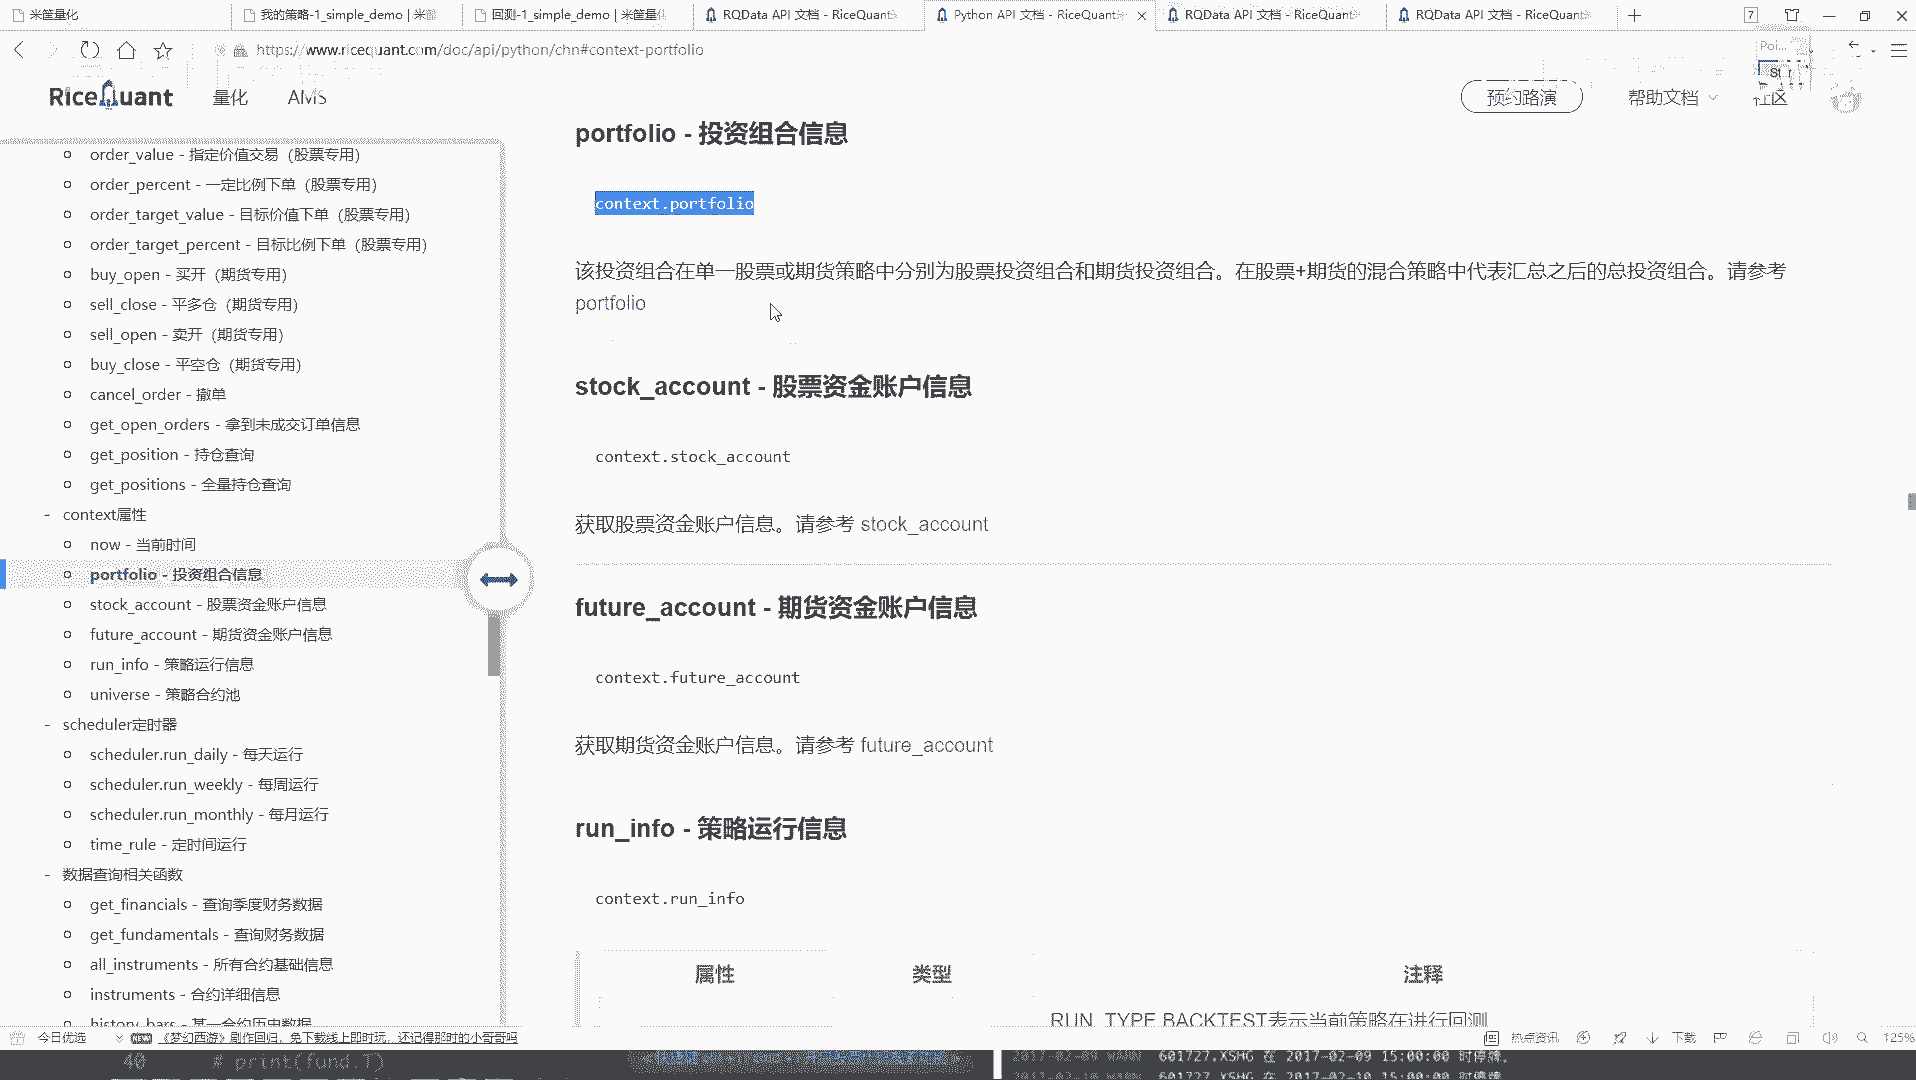 米筐量化
我的策略-1_simple_demo | 米筐
回测-1_simple_demo | 米筐量化
RQData API 文档 - RiceQuant
Python API 文档 - RiceQuant
RQData API 文档 - RiceQuant
RQData API 文档 - RiceQuant
7
https://www.ricequant.com/doc/api/python/chn#context-portfolio
Poi...
RiceQuant
量化
AMS
预约路演
帮助文档
社区
order_value - 指定价值交易（股票专用）
order_percent - 一定比例下单（股票专用）
order_target_value - 目标价值下单（股票专用）
order_target_percent - 目标比例下单（股票专用）
buy_open - 买开（期货专用）
sell_close - 平多仓（期货专用）
sell_open - 卖开（期货专用）
buy_close - 平空仓（期货专用）
cancel_order - 撤单
get_open_orders - 拿到未成交订单信息
get_position - 持仓查询
get_positions - 全量持仓查询
- context属性
now - 当前时间
portfolio - 投资组合信息
stock_account - 股票资金账户信息
future_account - 期货资金账户信息
run_info - 策略运行信息
universe - 策略合约池
- scheduler定时器
scheduler.run_daily - 每天运行
scheduler.run_weekly - 每周运行
scheduler.run_monthly - 每月运行
time_rule - 定时间运行
- 数据查询相关函数
get_financials - 查询季度财务数据
get_fundamentals - 查询财务数据
all_instruments - 所有合约基础信息
instruments - 合约详细信息
history_bars - 某一合约历史数据
portfolio - 投资组合信息
context.portfolio
该投资组合在单一股票或期货策略中分别为股票投资组合和期货投资组合。在股票+期货的混合策略中代表汇总之后的总投资组合。请参考
portfolio
stock_account - 股票资金账户信息
context.stock_account
获取股票资金账户信息。请参考 stock_account
future_account - 期货资金账户信息
context.future_account
获取期货资金账户信息。请参考 future_account
run_info - 策略运行信息
context.run_info
属性 类型 注释
RUN_TYPE.BACKTEST表示当前策略在进行回测
今日优选
NEW
《梦幻西游》剧作回归，免下载线上即时玩，还记得那时的小哥哥吗
热点资讯
下载
125%
40 # print(fund.T)
2017-02-09 WARN 601727.XSHG 在 2017-02-09 15:00:00 时停牌。
2017-02-10 WARN 601727.XSHG 在 2017-02-10 15:00:00 时停牌。